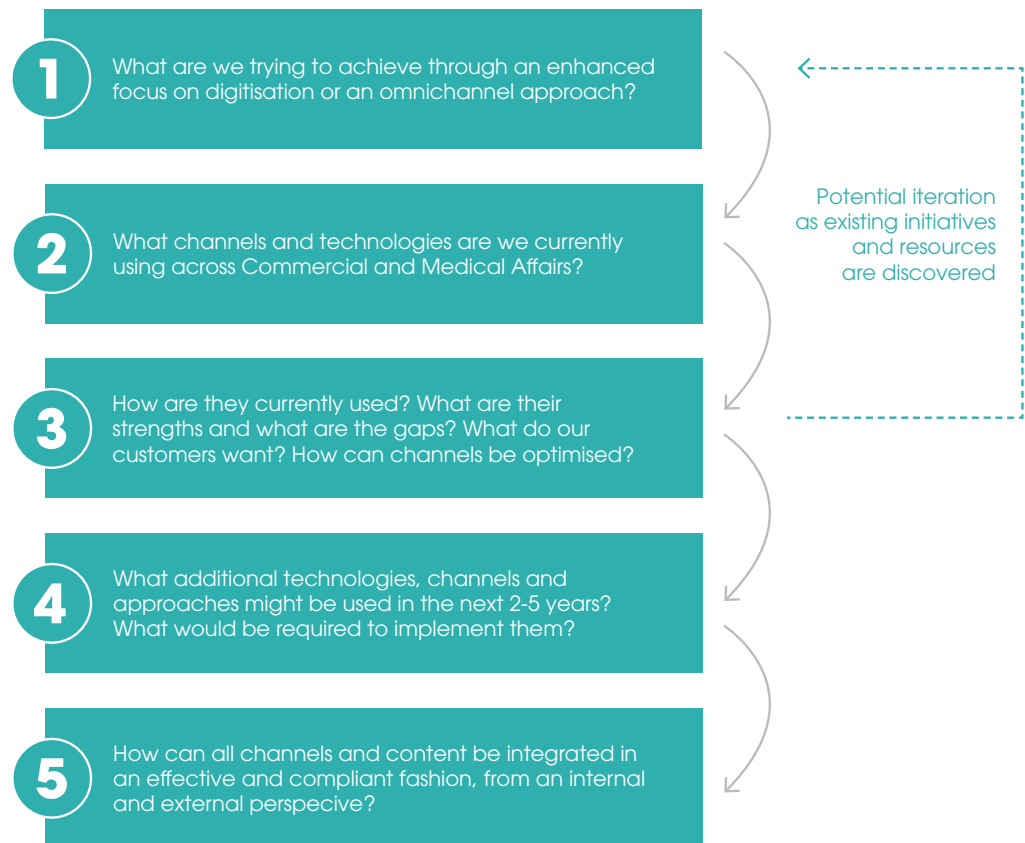 1
What are we trying to achieve through an enhanced
focus on digitisation or an omnichannel approach?
2
What channels and technologies are we currently
using across Commercial and Medical Affairs?
3
How are they currently used? What are their
strengths and what are the gaps? What do our
customers want? How can channels be optimised?
4
What additional technologies, channels and
approaches might be used in the next 2-5 years?
What would be required to implement them?
5
How can all channels and content be integrated in
an effective and compliant fashion, from an internal
and external perspecive?
Potential iteration
as existing initiatives
and resources
are discovered